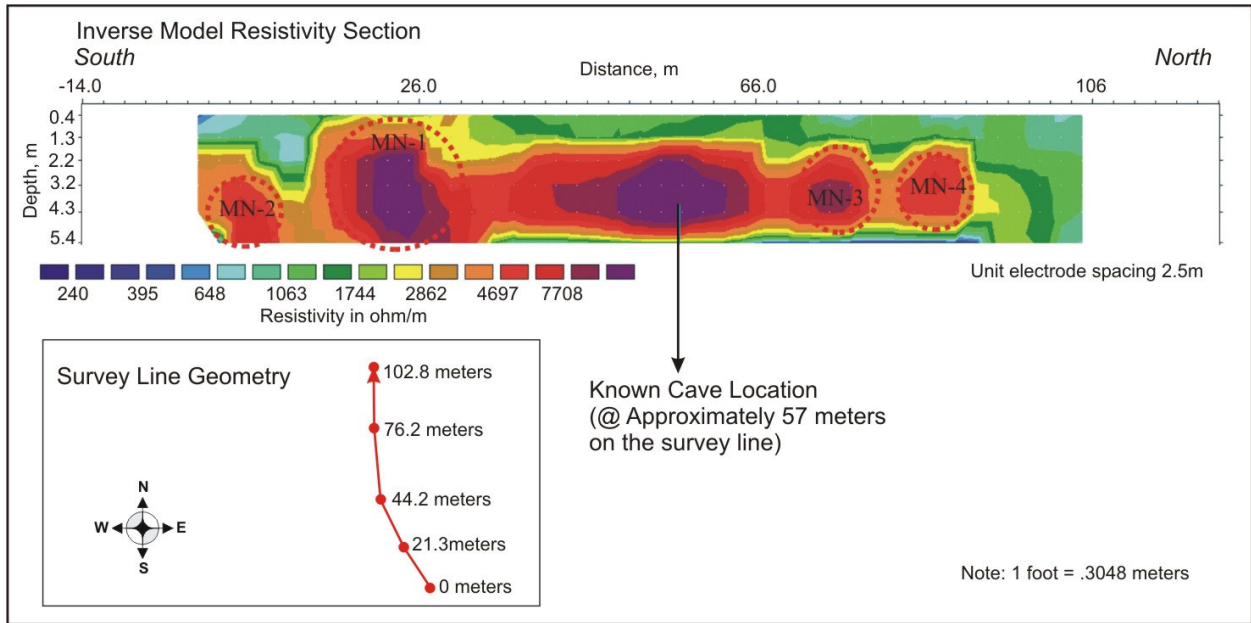 Inverse Model Resistivity Section
South
North
Distance, m
-14.0 26.0 66.0 106
Depth, m
0.4
1.3
2.2
3.2
4.3
5.4
MN-1
MN-2
MN-3
MN-4
240 395 648 1063 1744 2862 4697 7708
Resistivity in ohm/m
Unit electrode spacing 2.5m
Survey Line Geometry
102.8 meters
76.2 meters
44.2 meters
21.3meters
0 meters
N
W E
S
Known Cave Location
(@ Approximately 57 meters
on the survey line)
Note: 1 foot = .3048 meters